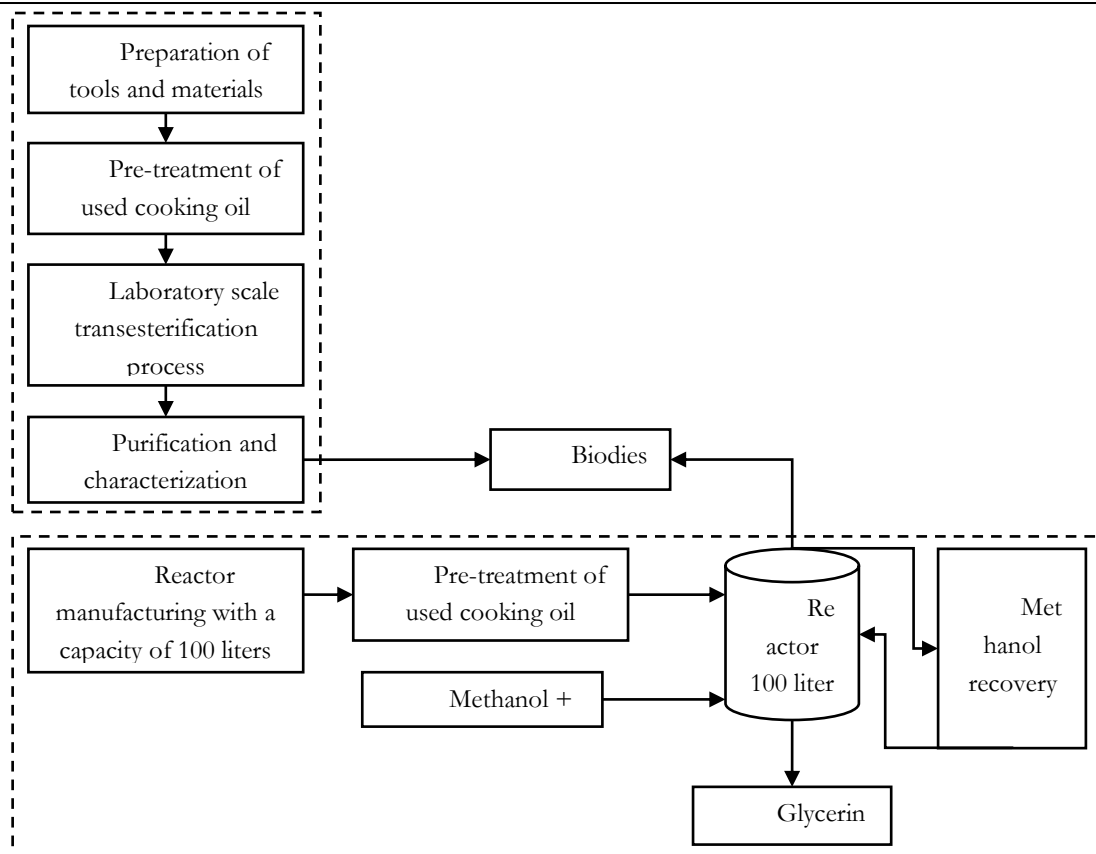 Preparation of
tools and materials
Pre-treatment of
used cooking oil
Laboratory scale
transesterification
process
Purification and
characterization
Biodies
Reactor
manufacturing with a
capacity of 100 liters
Pre-treatment of
used cooking oil
Methanol +
Re
actor
100 liter
Met
hanol
recovery
Glycerin